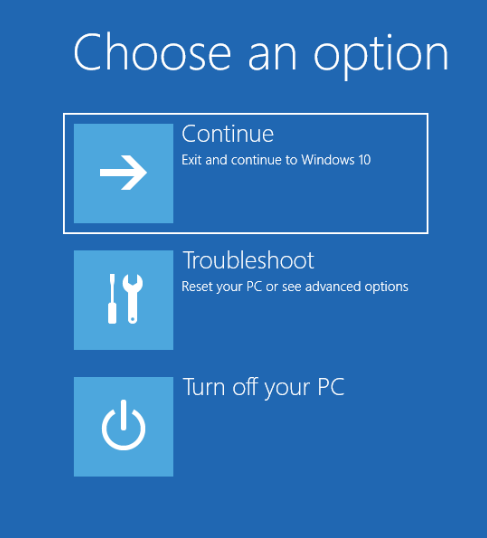 Choose an option
Continue
Exit and continue to Windows 10
Troubleshoot
Reset your PC or see advanced options
Turn off your PC